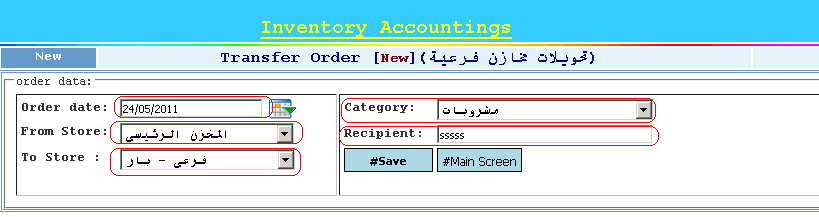 Inventory Accountings
New
Transfer Order [New](تحويلات مخازن فرعية)
order data:
Order date: 24/05/2011
From Store: المخزن الرئيسى
To Store : فرعى - بار
Category: مشروبات
Recipient: sssss
#Save #Main Screen